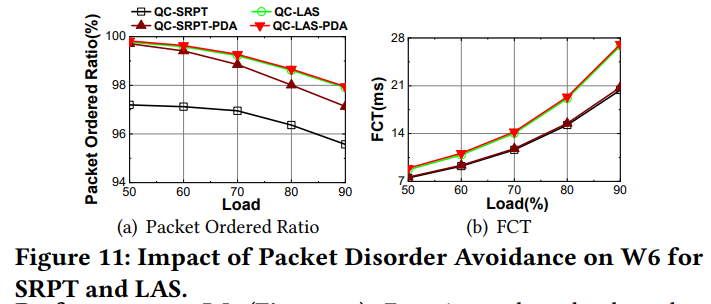 QC-SRPT QC-LAS
QC-SRPT-PDA QC-LAS-PDA
Packet Ordered Ratio(%)
100
98
96
94
50 60 70 80 90
Load
(a) Packet Ordered Ratio
FCT(ms)
28
21
14
7
50 60 70 80 90
Load(%)
(b) FCT
Figure 11: Impact of Packet Disorder Avoidance on W6 for
SRPT and LAS.